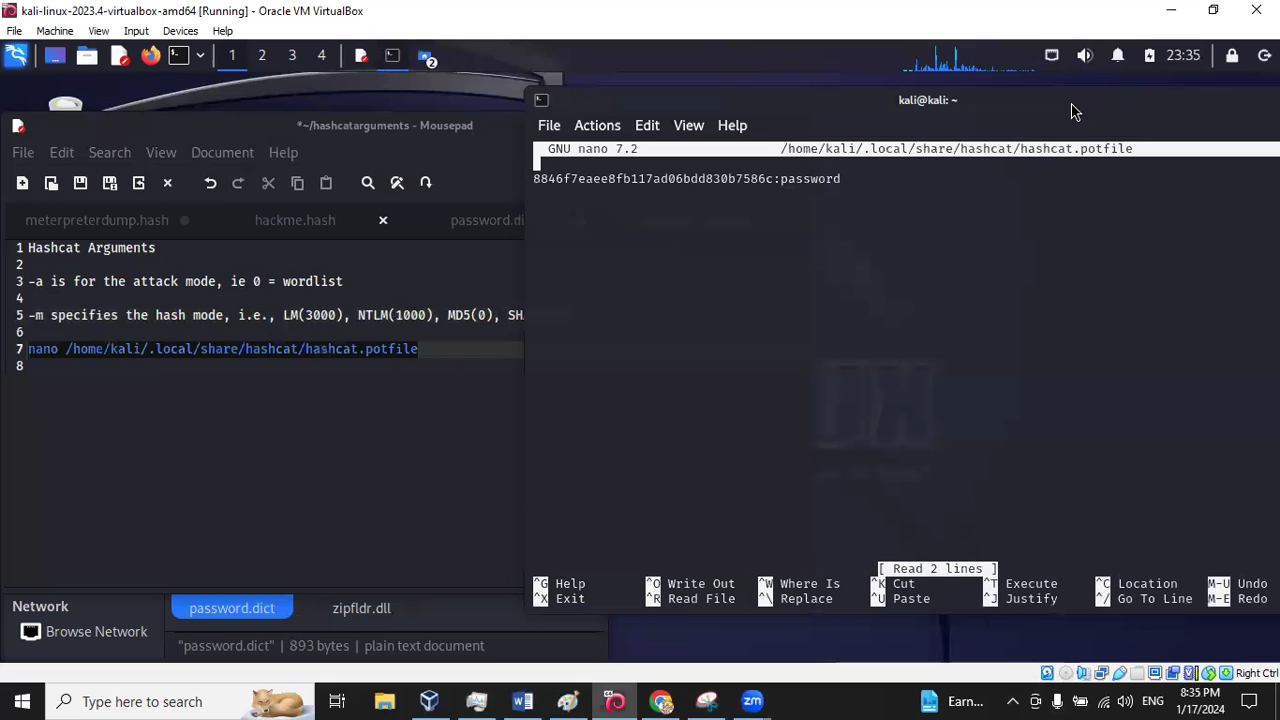 kali-linux-2023.4-virtualbox-amd64 [Running] - Oracle VM VirtualBox
File Machine View Input Devices Help
1 2 3 4 2 23:35
*~/hashcatarguments - Mousepad
File Edit Search View Document Help
meterpreterdump.hash hackme.hash password.di
1 Hashcat Arguments
2
3 -a is for the attack mode, ie 0 = wordlist
4
5 -m specifies the hash mode, i.e., LM(3000), NTLM(1000), MD5(0), SH
6
7 nano /home/kali/.local/share/hashcat/hashcat.potfile
8
Network
Browse Network
password.dict zipfldr.dll
"password.dict" | 893 bytes | plain text document
kali@kali: ~
File Actions Edit View Help
GNU nano 7.2 /home/kali/.local/share/hashcat/hashcat.potfile
8846f7eaee8fb117ad06bdd830b7586c:password
[ Read 2 lines ]
^G Help ^O Write Out ^W Where Is ^K Cut ^T Execute ^C Location M-U Undo
^X Exit ^R Read File ^\ Replace ^U Paste ^J Justify ^/ Go To Line M-E Redo
Right Ctrl
Type here to search
Earn...
ENG
8:35 PM
1/17/2024